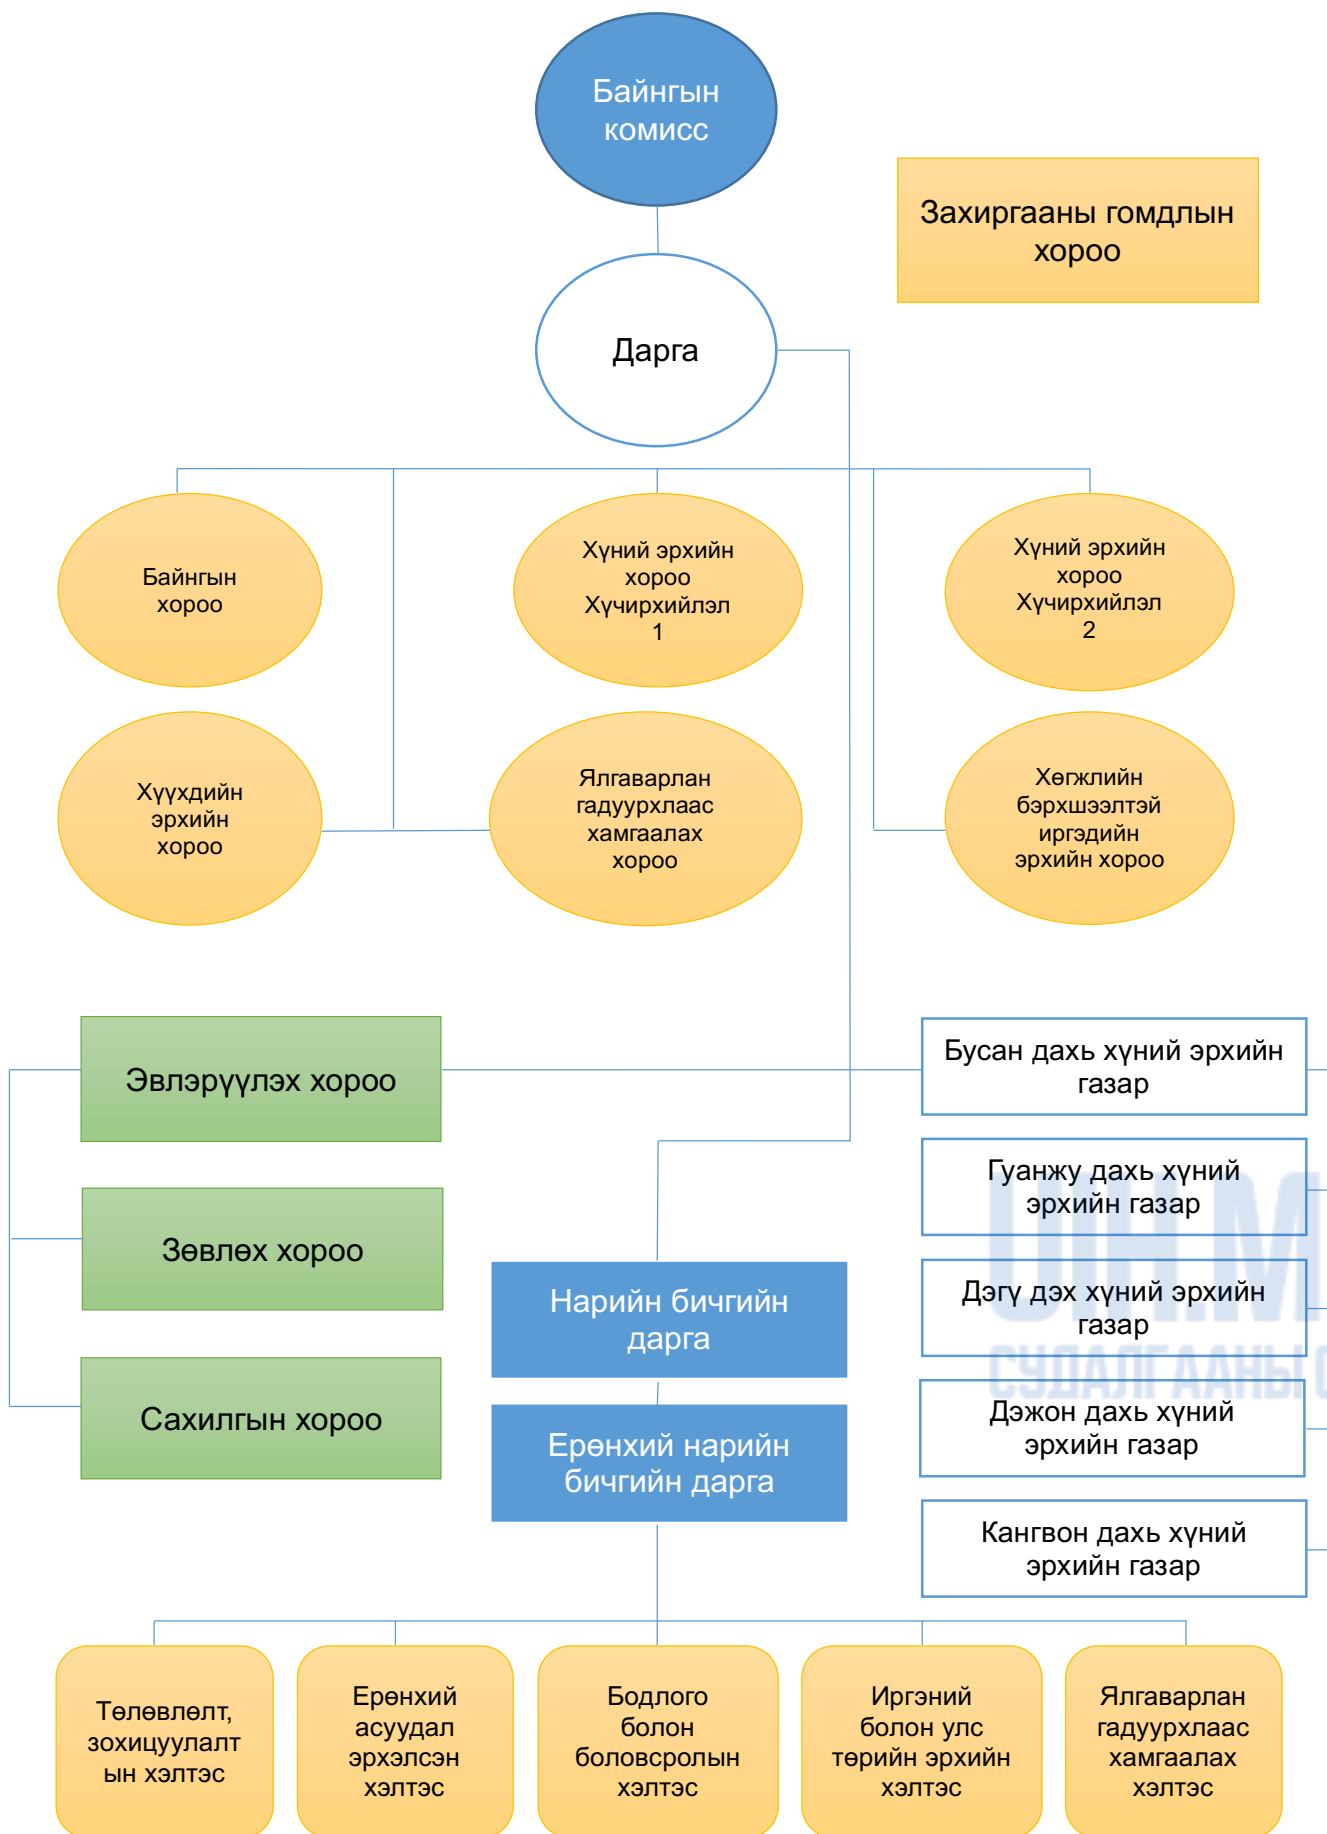 Байнгын
комисс
Захиргааны гомдлын
хороо
Дарга
Байнгын
хороо
Хүний эрхийн
хороо
Хүчирхийлэл
1
Хүний эрхийн
хороо
Хүчирхийлэл
2
Хүүхдийн
эрхийн
хороо
Ялгаварлан
гадуурхлаас
хамгаалах
хороо
Хөгжлийн
бэрхшээлтэй
иргэдийн
эрхийн хороо
Эвлэрүүлэх хороо
Бусан дахь хүний эрхийн
газар
Гуанжу дахь хүний
эрхийн газар
Зөвлөх хороо
Нарийн бичгийн
дарга
Дэгү дэх хүний эрхийн
газар
UIH.M
СУДАЛГААНЫ
Сахилгын хороо
Ерөнхий нарийн
бичгийн дарга
Дэжон дахь хүний
эрхийн газар
Кангвон дахь хүний
эрхийн газар
Төлөвлөлт,
зохицуулалт
ын хэлтэс
Ерөнхий
асуудал
эрхэлсэн
хэлтэс
Бодлого
болон
боловсролын
хэлтэс
Иргэний
болон улс
төрийн эрхийн
хэлтэс
Ялгаварлан
гадуурхлаас
хамгаалах
хэлтэс